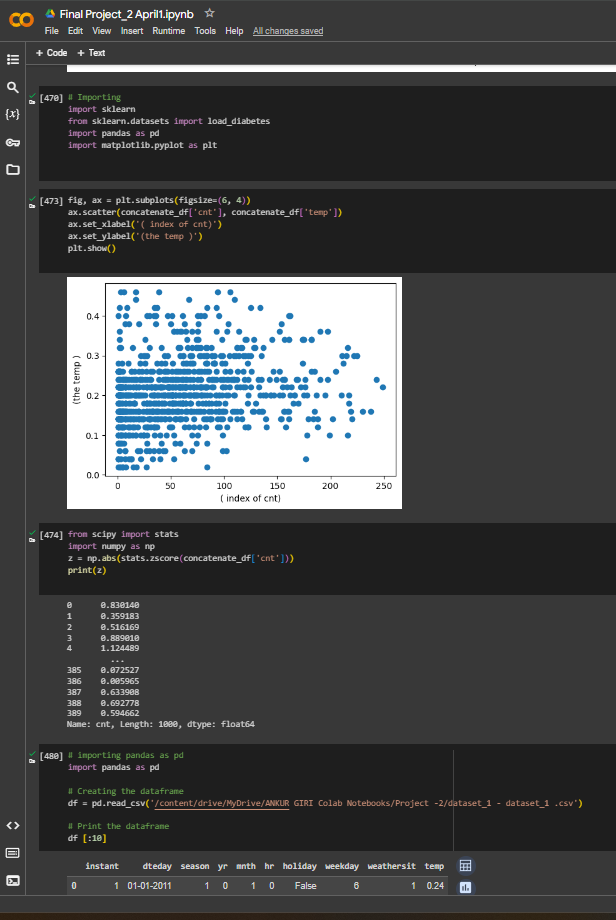 CO Final Project_2 April1.ipynb
File Edit View Insert Runtime Tools Help All changes saved
+ Code + Text
[470] # Importing
import sklearn
from sklearn.datasets import load_diabetes
import pandas as pd
import matplotlib.pyplot as plt
{x}
[473] fig, ax = plt.subplots(figsize=(6, 4))
ax.scatter(concatenate_df['cnt'], concatenate_df['temp'])
ax.set_xlabel('( index of cnt)')
ax.set_ylabel('(the temp )')
plt.show()
0.4
0.3
0.2
0.1
0.0
(the temp )
0 50 100 150 200 250
( index of cnt)
[474] from scipy import stats
import numpy as np
z = np.abs(stats.zscore(concatenate_df['cnt']))
print(z)
0 0.830140
1 0.359183
2 0.516169
3 0.889010
4 1.124489
...
385 0.072527
386 0.005965
387 0.633908
388 0.692778
389 0.594662
Name: cnt, Length: 1000, dtype: float64
[480] # importing pandas as pd
import pandas as pd
# Creating the dataframe
df = pd.read_csv('/content/drive/MyDrive/ANKUR GIRI Colab Notebooks/Project -2/dataset_1 - dataset_1 .csv')
# Print the dataframe
df [:10]
instant dteday season yr mnth hr holiday weekday weathersit temp
0 1 01-01-2011 1 0 1 0 False 6 1 0.24